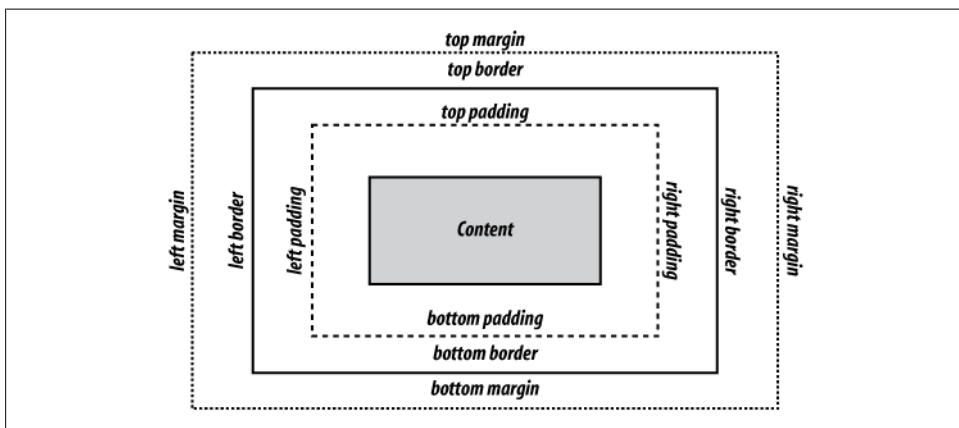 top margin
top border
top padding
left margin
left border
left padding
Content
right padding
right border
right margin
bottom padding
bottom border
bottom margin